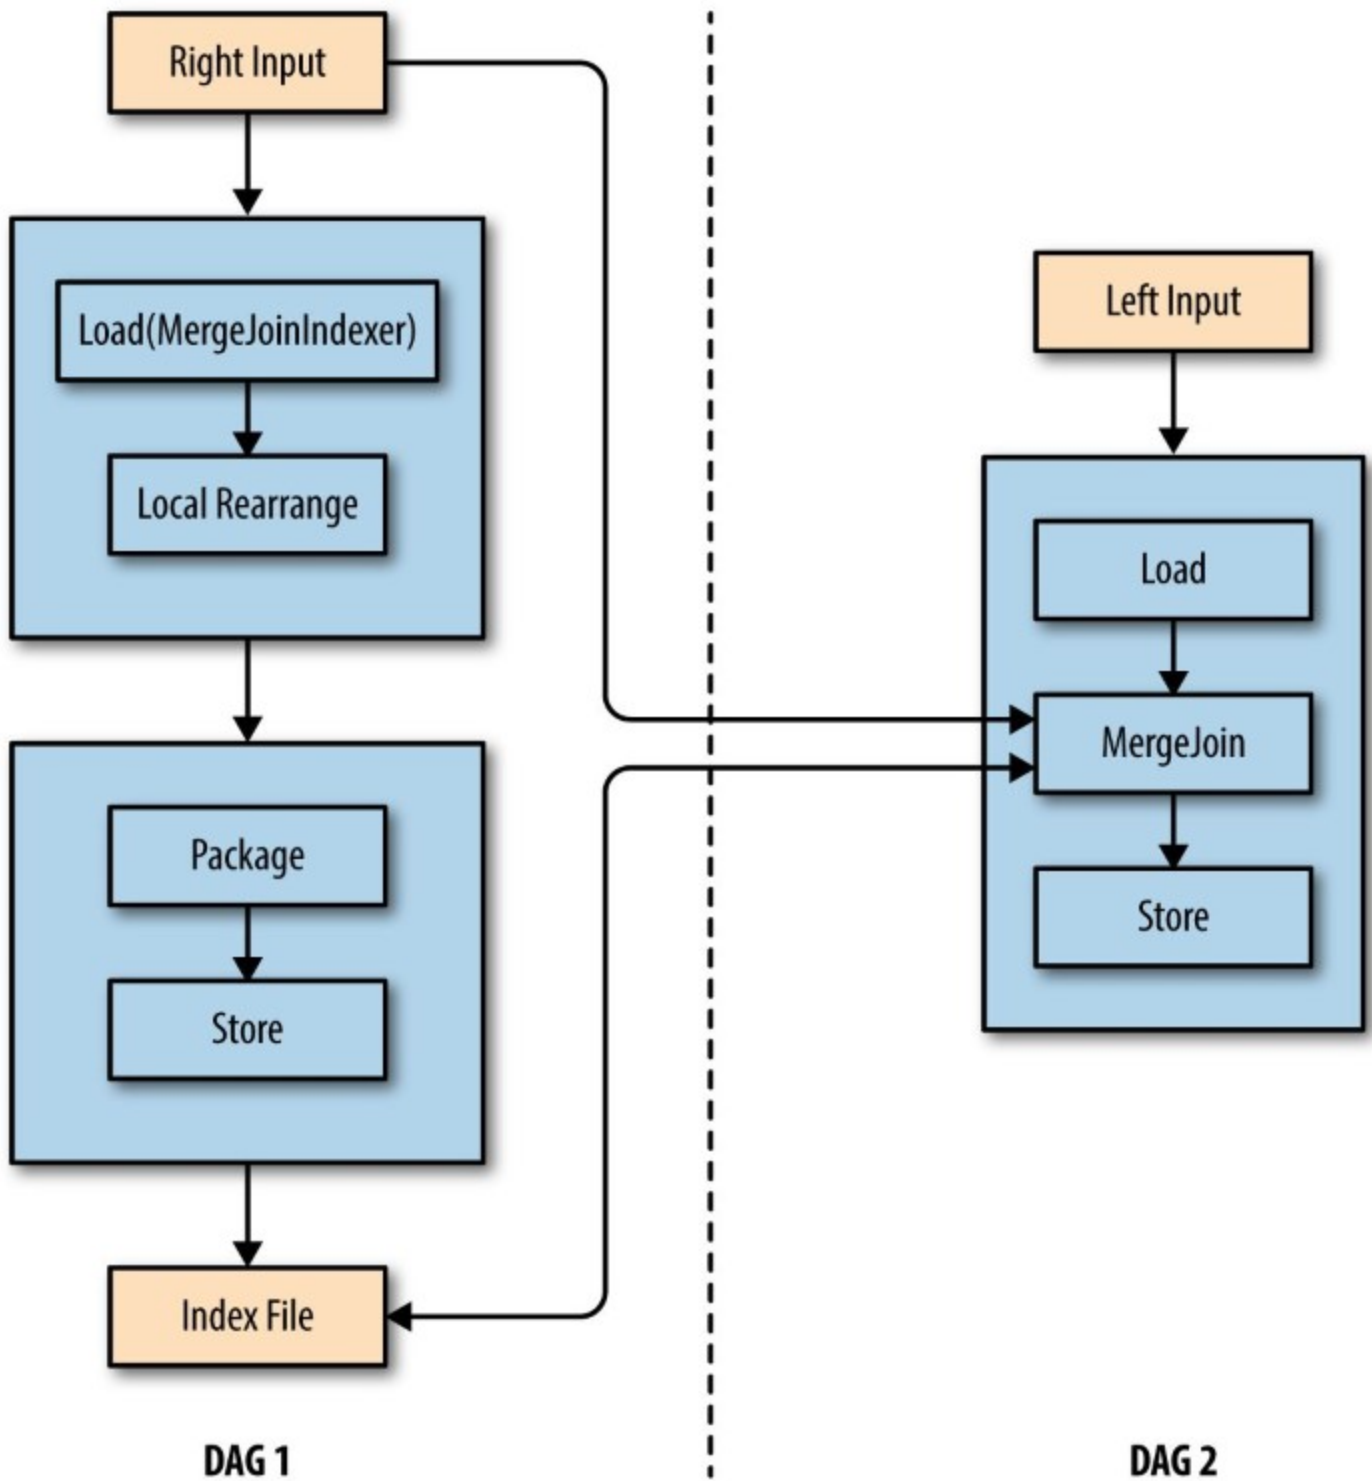 Right Input
Load(MergeJoinIndexer)
Local Rearrange
Package
Store
Index File
DAG 1
Left Input
Load
MergeJoin
Store
DAG 2